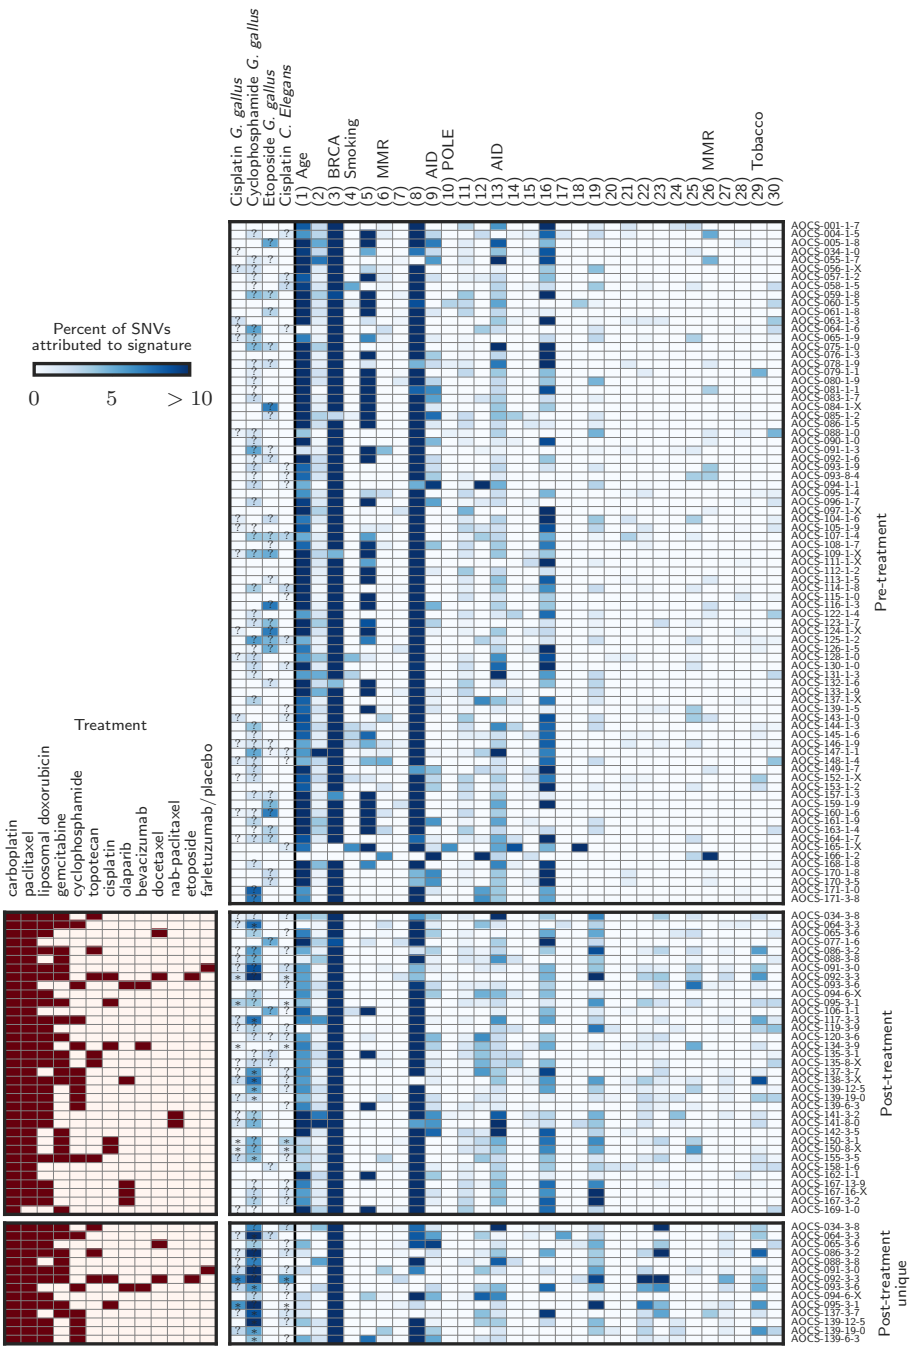 Cisplatin G. gallus
Cyclophosphamide G. gallus
Etoposide G. gallus
Cisplatin C. Elegans
(1) Age
(2)
(3) BRCA
(4) Smoking
(5)
(6) MMR
(7)
(8)
(9) AID
(10) POLE
(11)
(12)
(13) AID
(14)
(15)
(16)
(17)
(18)
(19)
(20)
(21)
(22)
(23)
(24)
(25)
(26) MMR
(27)
(28)
(29) Tobacco
(30)
Percent of SNVs
attributed to signature
0 5 > 10
AOCS-001-1-7
AOCS-004-1-5
AOCS-005-1-8
AOCS-034-1-0
AOCS-055-1-7
AOCS-056-1-X
AOCS-057-1-2
AOCS-058-1-5
AOCS-059-1-8
AOCS-060-1-5
AOCS-061-1-8
AOCS-063-1-3
AOCS-064-1-6
AOCS-065-1-9
AOCS-075-1-0
AOCS-076-1-3
AOCS-078-1-9
AOCS-079-1-1
AOCS-080-1-9
AOCS-081-1-1
AOCS-083-1-7
AOCS-084-1-X
AOCS-085-1-2
AOCS-086-1-5
AOCS-088-1-0
AOCS-090-1-0
AOCS-091-1-3
AOCS-092-1-6
AOCS-093-1-9
AOCS-093-8-4
AOCS-094-1-1
AOCS-095-1-4
AOCS-096-1-7
AOCS-097-1-X
AOCS-104-1-6
AOCS-105-1-9
AOCS-107-1-4
AOCS-108-1-7
AOCS-109-1-X
AOCS-111-1-X
AOCS-112-1-2
AOCS-113-1-5
AOCS-114-1-8
AOCS-115-1-0
AOCS-116-1-3
AOCS-122-1-4
AOCS-123-1-7
AOCS-124-1-X
AOCS-125-1-2
AOCS-126-1-5
AOCS-128-1-0
AOCS-130-1-0
AOCS-131-1-3
AOCS-132-1-6
AOCS-133-1-9
AOCS-137-1-X
AOCS-139-1-5
AOCS-143-1-0
AOCS-144-1-3
AOCS-145-1-6
AOCS-146-1-9
AOCS-147-1-1
AOCS-148-1-4
AOCS-149-1-7
AOCS-152-1-X
AOCS-153-1-2
AOCS-157-1-3
AOCS-159-1-9
AOCS-160-1-6
AOCS-161-1-9
AOCS-163-1-4
AOCS-164-1-7
AOCS-165-1-X
AOCS-166-1-2
AOCS-168-1-8
AOCS-170-1-8
AOCS-170-3-5
AOCS-171-1-0
AOCS-171-3-8
Pre-treatment
Treatment
carboplatin
paclitaxel
liposomal doxorubicin
gemcitabine
cyclophosphamide
topotecan
cisplatin
olaparib
bevacizumab
docetaxel
nab-paclitaxel
etoposide
farletuzumab/placebo
AOCS-034-3-8
AOCS-064-3-3
AOCS-065-3-6
AOCS-077-1-6
AOCS-086-3-2
AOCS-088-3-8
AOCS-091-3-0
AOCS-092-3-3
AOCS-093-3-6
AOCS-094-6-X
AOCS-095-3-1
AOCS-106-1-1
AOCS-117-3-3
AOCS-119-3-9
AOCS-120-3-6
AOCS-134-3-9
AOCS-135-3-1
AOCS-135-8-X
AOCS-137-3-7
AOCS-138-3-X
AOCS-139-12-5
AOCS-139-19-0
AOCS-139-6-3
AOCS-141-3-2
AOCS-141-8-0
AOCS-142-3-5
AOCS-150-3-1
AOCS-150-8-X
AOCS-155-3-5
AOCS-158-1-6
AOCS-162-1-1
AOCS-167-13-9
AOCS-167-16-X
AOCS-167-3-2
AOCS-169-1-0
Post-treatment
AOCS-034-3-8
AOCS-064-3-3
AOCS-065-3-6
AOCS-086-3-2
AOCS-088-3-8
AOCS-091-3-0
AOCS-092-3-3
AOCS-093-3-6
AOCS-094-6-X
AOCS-095-3-1
AOCS-137-3-7
AOCS-139-12-5
AOCS-139-19-0
AOCS-139-6-3
Post-treatment
unique